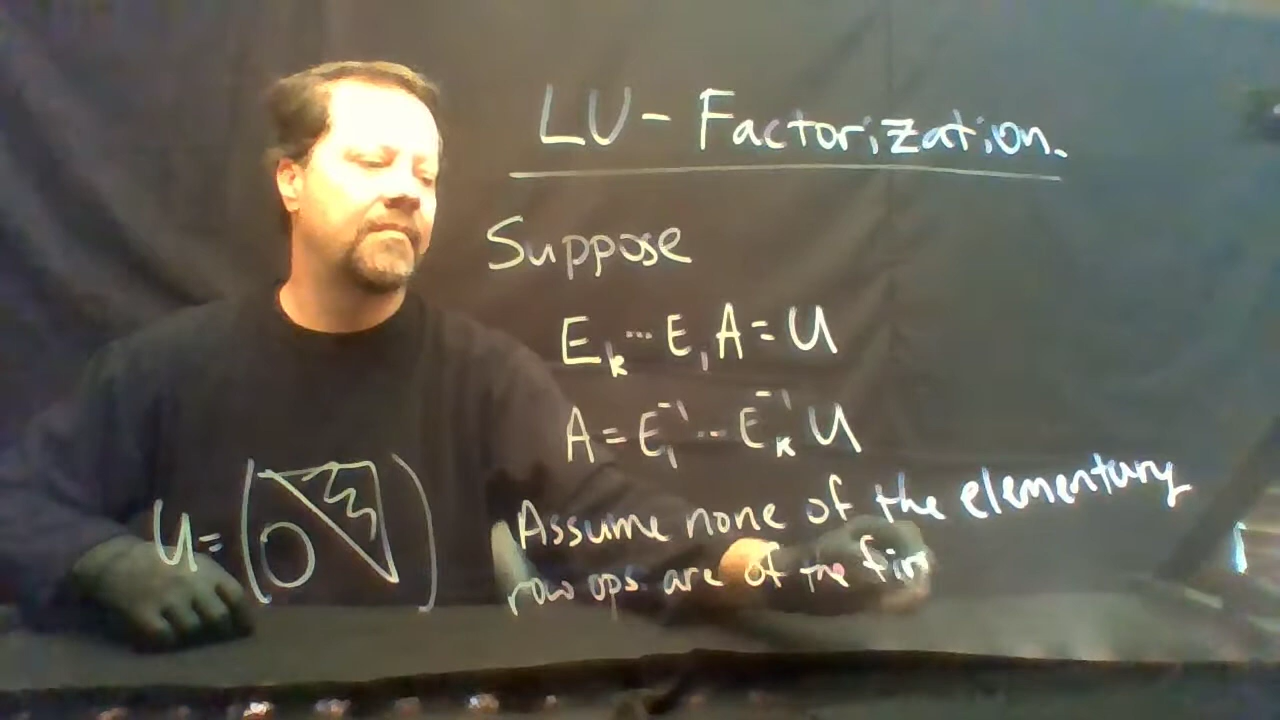 LU - Factorization.
Suppose
E_k ... E_1 A = U
A = E_1^-1 ... E_k^-1 U
U = ( 0 )
Assume none of the elementary
row ops are of the firs